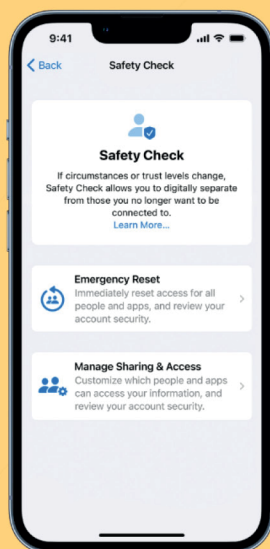 9:41
Back
Safety Check
Safety Check
If circumstances or trust levels change,
Safety Check allows you to digitally separate
from those you no longer want to be
connected to.
Learn More...
Emergency Reset
Immediately reset access for all
people and apps, and review your
account security.
Manage Sharing & Access
Customize which people and apps
can access your information, and
review your account security.